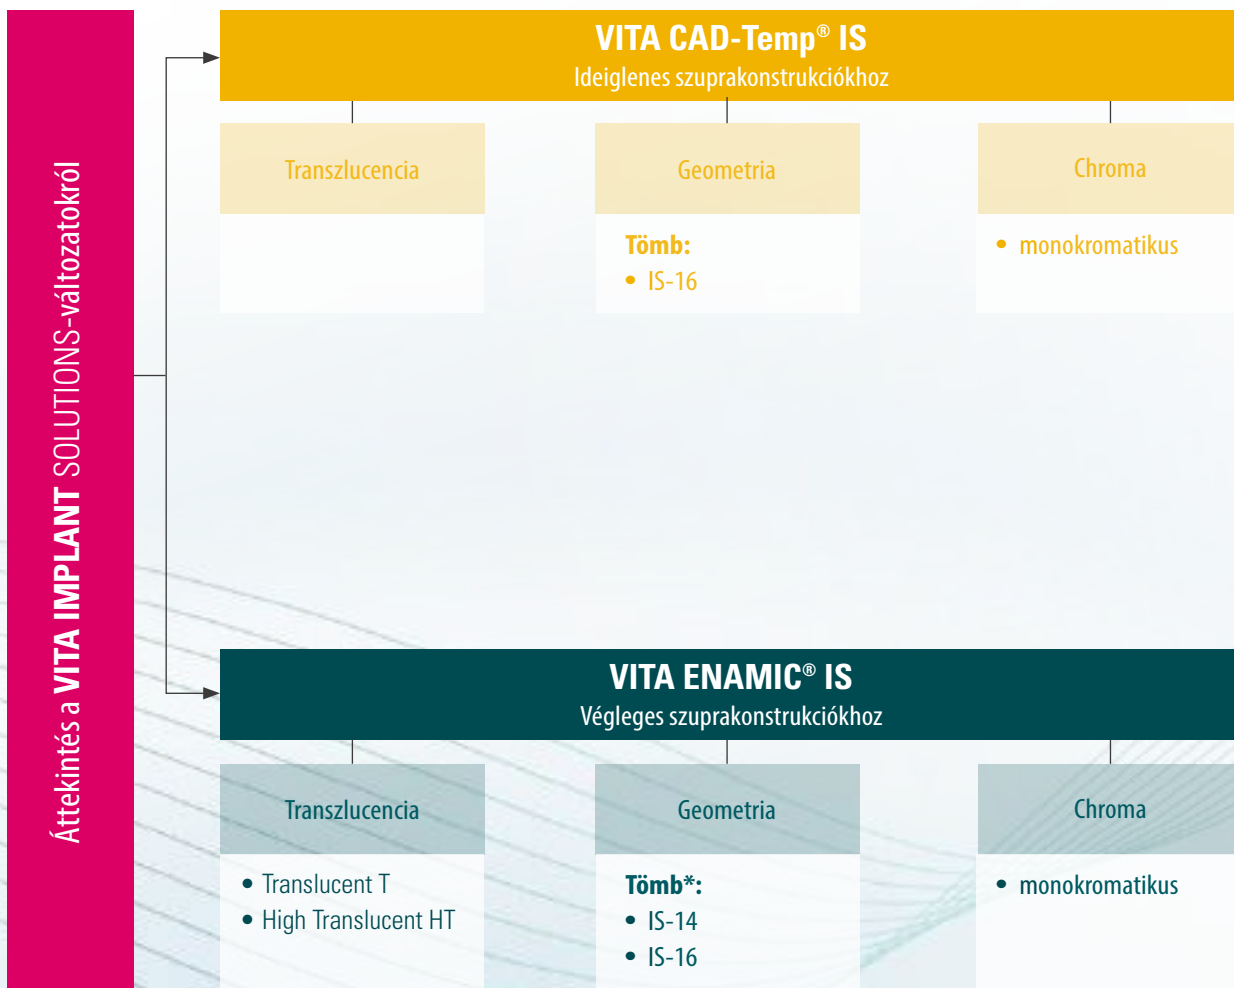 Áttekintés a VITA IMPLANT SOLUTIONS-változatokról
VITA CAD-Temp® IS
Ideiglenes szuprakonstrukciókhoz
Transzlucencia
Geometria
Tömb:
• IS-16
Chroma
• monokromatikus
VITA ENAMIC® IS
Végleges szuprakonstrukciókhoz
Transzlucencia
• Translucent T
• High Translucent HT
Geometria
Tömb*:
• IS-14
• IS-16
Chroma
• monokromatikus